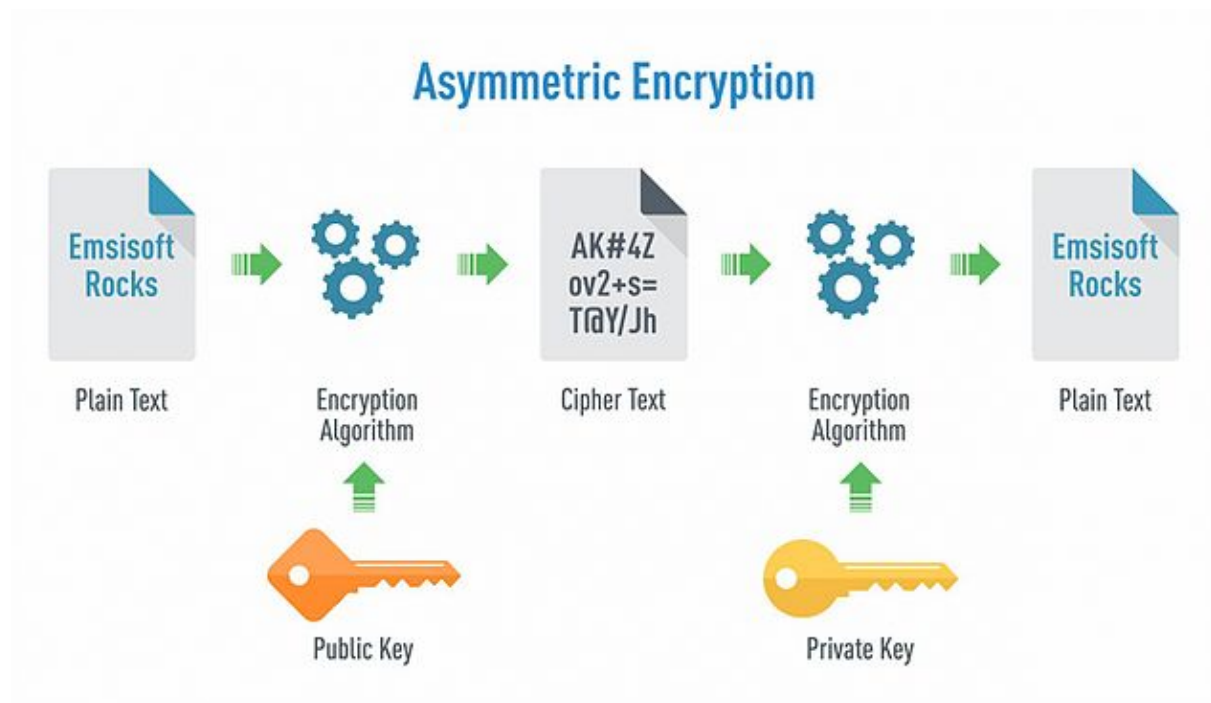 Asymmetric Encryption
Emsisoft
Rocks
AK#4Z
ov2+s=
T@Y/Jh
Emsisoft
Rocks
Plain Text
Encryption
Algorithm
Cipher Text
Encryption
Algorithm
Plain Text
Public Key
Private Key